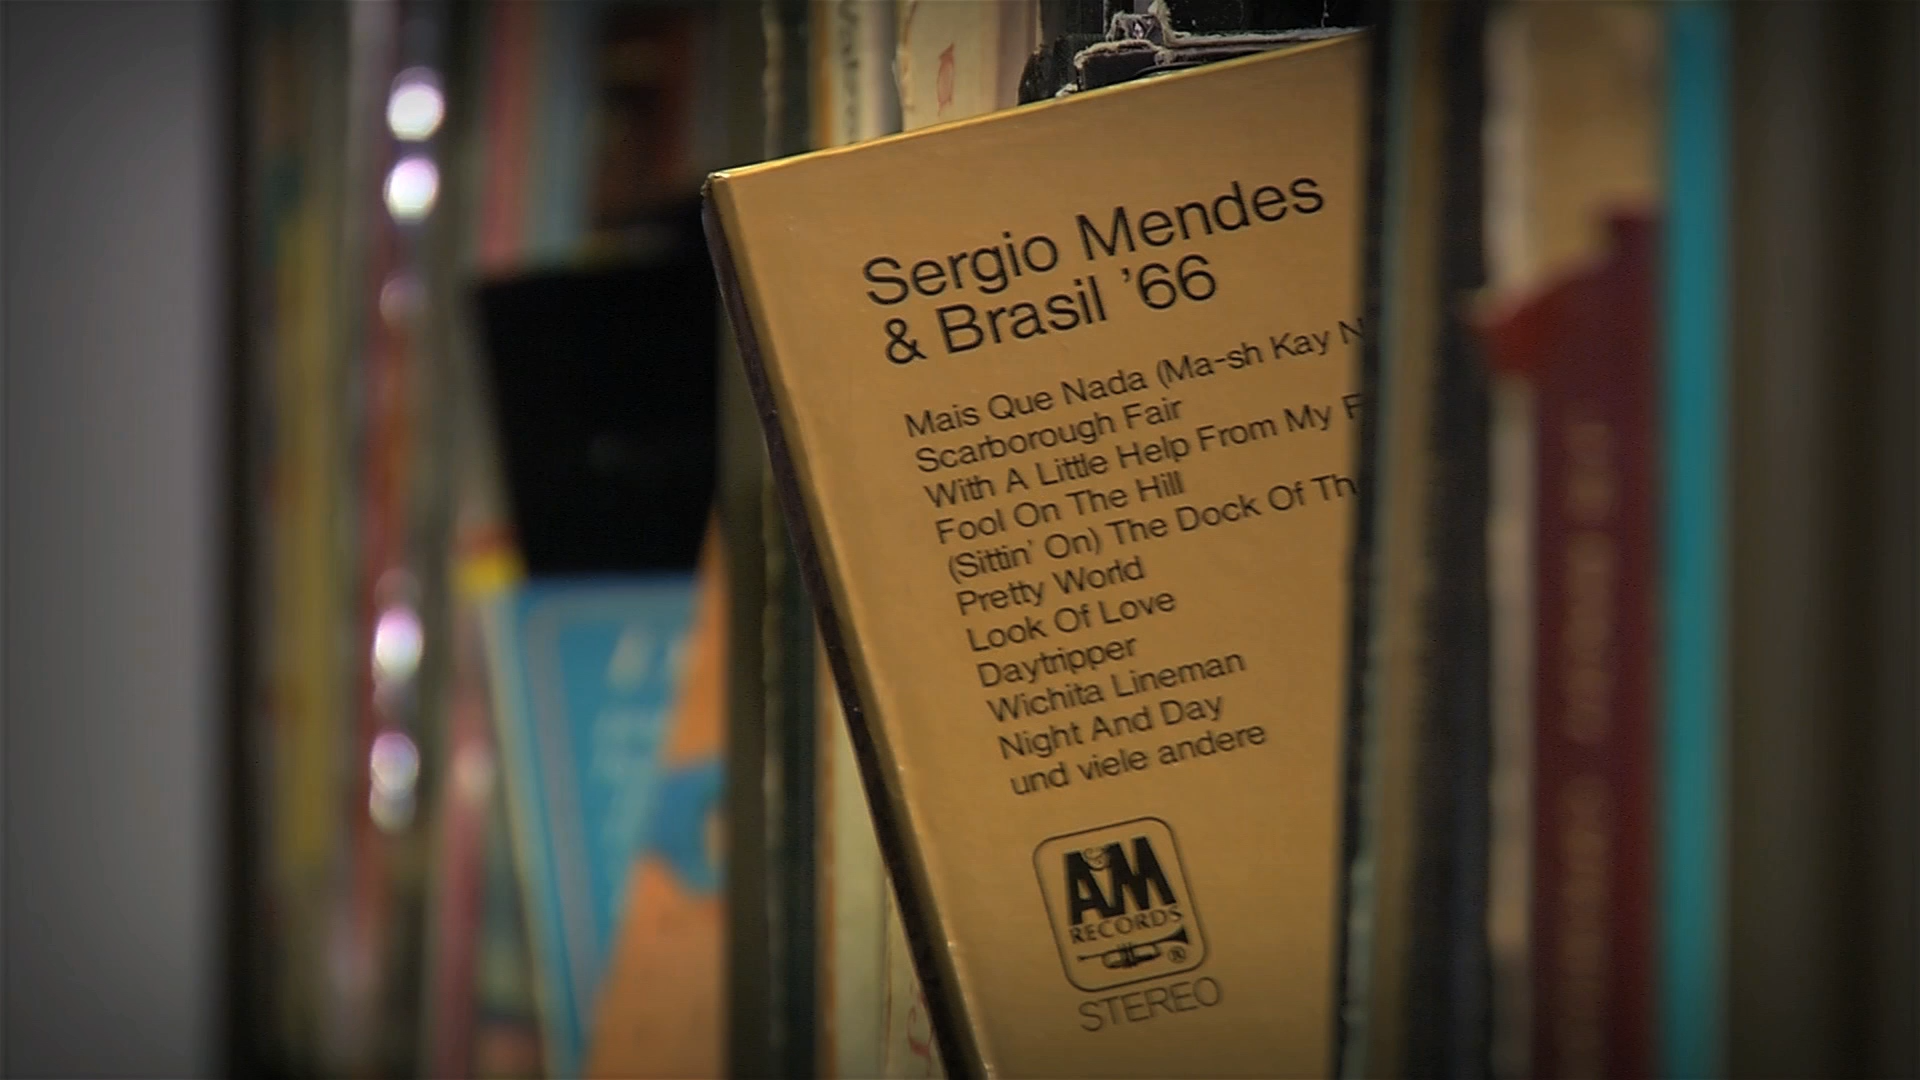 Sergio Mendes
& Brasil '66
Mais Que Nada (Ma-sh Kay N
Scarborough Fair
With A Little Help From My F
Fool On The Hill
(Sittin' On) The Dock Of Th
Pretty World
Look Of Love
Daytripper
Wichita Lineman
Night And Day
und viele andere
A&M
RECORDS
®
STEREO